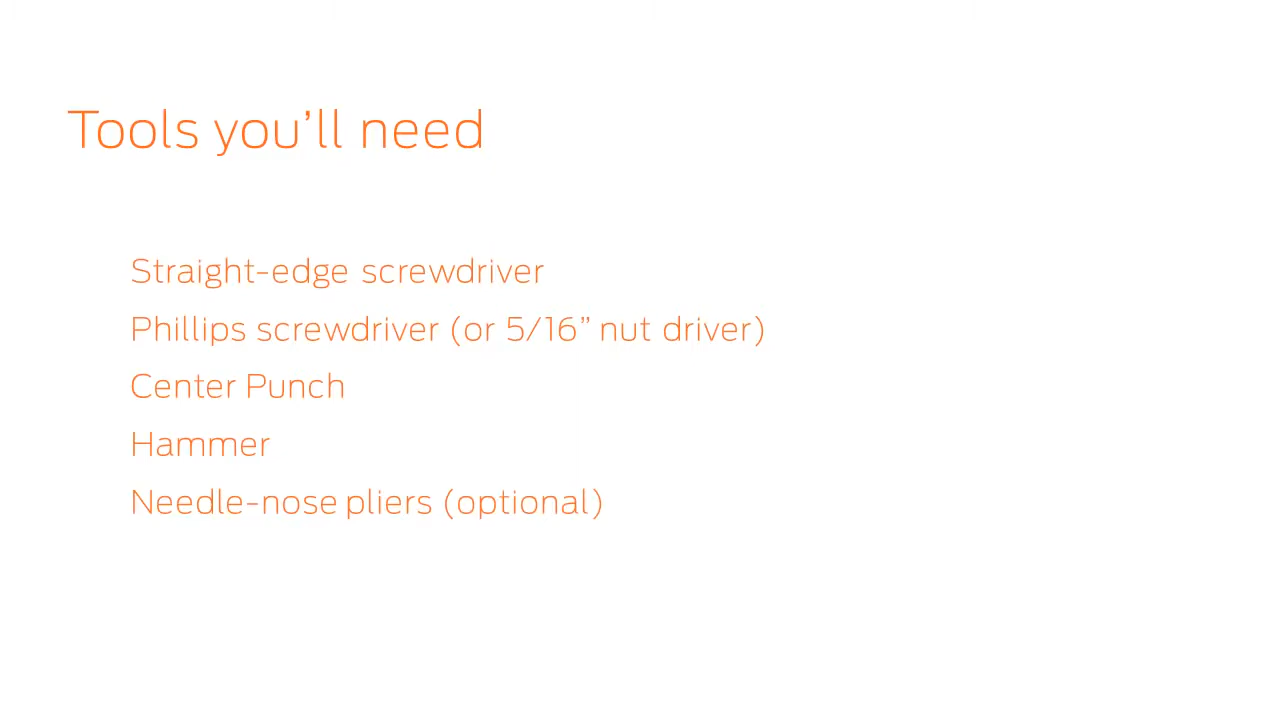 Tools you’ll need
Straight-edge screwdriver
Phillips screwdriver (or 5/16” nut driver)
Center Punch
Hammer
Needle-nose pliers (optional)